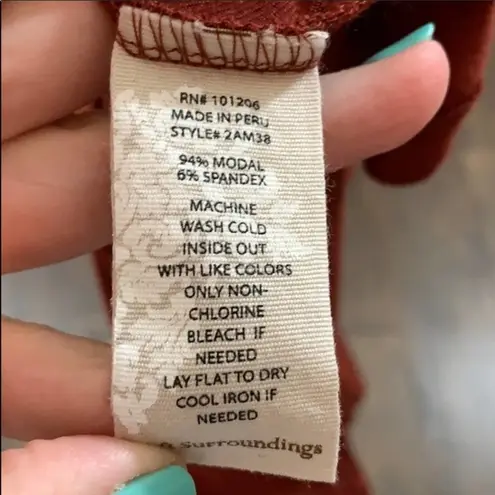 RN# 101206
MADE IN PERU
STYLE# 2AM38
94% MODAL
6% SPANDEX
MACHINE
WASH COLD
INSIDE OUT
WITH LIKE COLORS
ONLY NON-
CHLORINE
BLEACH IF
NEEDED
LAY FLAT TO DRY
COOL IRON IF
NEEDED
& Surroundings